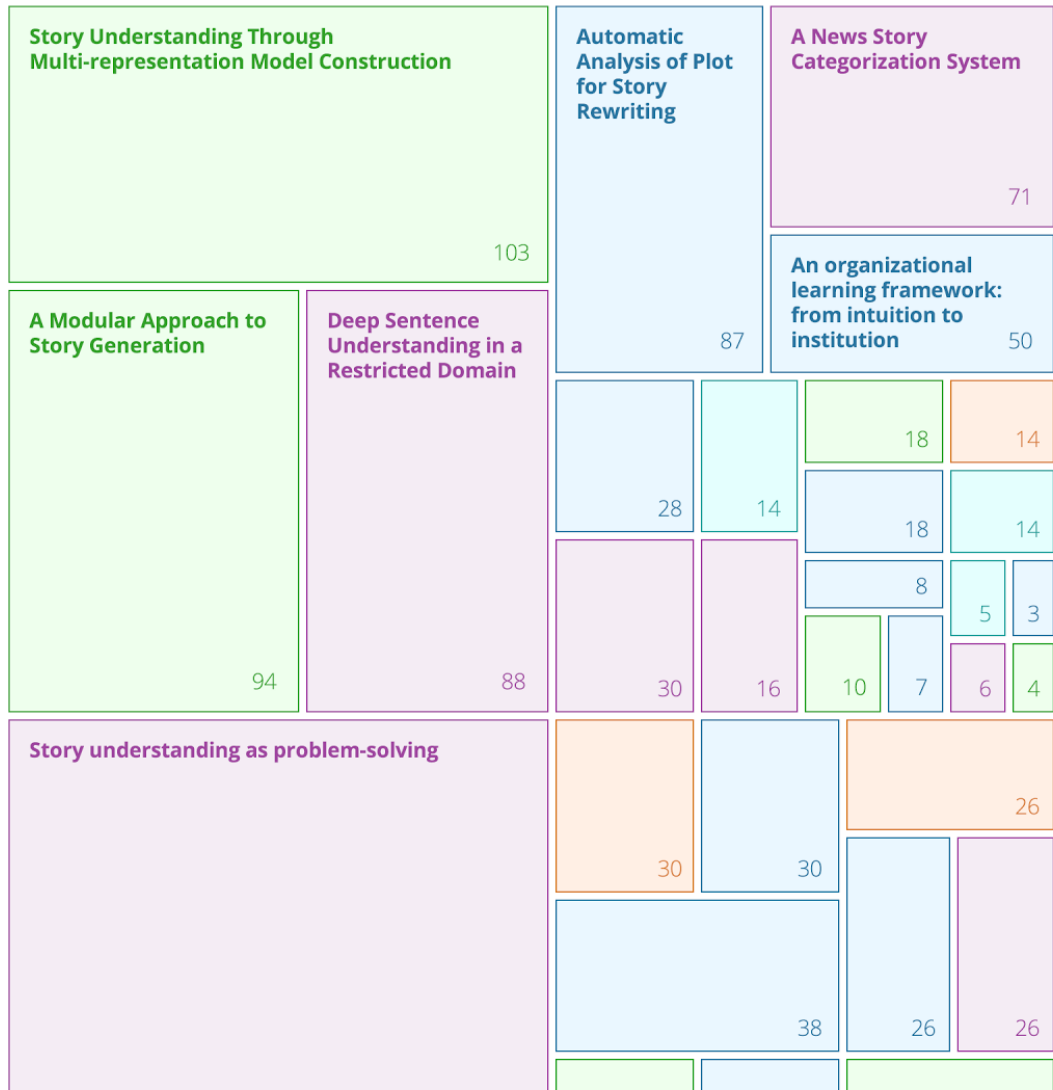 Story Understanding Through
Multi-representation Model Construction
103
Automatic
Analysis of Plot
for Story
Rewriting
87
A News Story
Categorization System
71
An organizational
learning framework:
from intuition to
institution
50
A Modular Approach to
Story Generation
94
Deep Sentence
Understanding in a
Restricted Domain
88
28
14
18
14
18
14
8
5
3
30
16
10
7
6
4
Story understanding as problem-solving
30
30
26
38
26
26